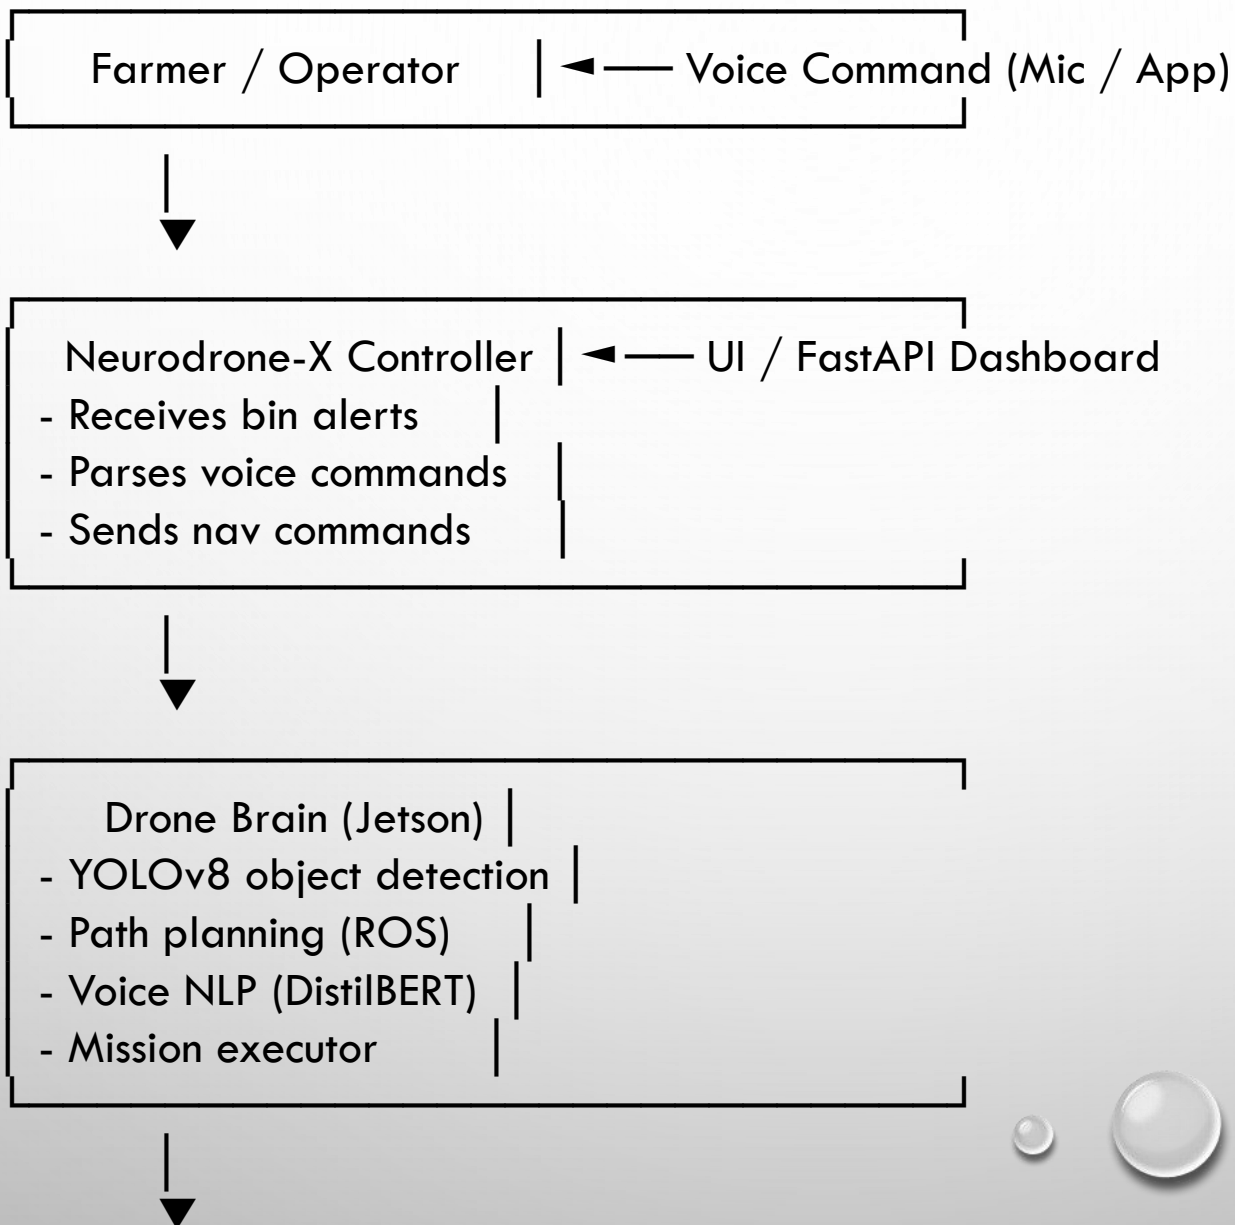 Farmer / Operator │ ◄── Voice Command (Mic / App)
Neurodrone-X Controller │ ◄── UI / FastAPI Dashboard
- Receives bin alerts │
- Parses voice commands │
- Sends nav commands │
Drone Brain (Jetson) │
- YOLOv8 object detection │
- Path planning (ROS) │
- Voice NLP (DistilBERT) │
- Mission executor │